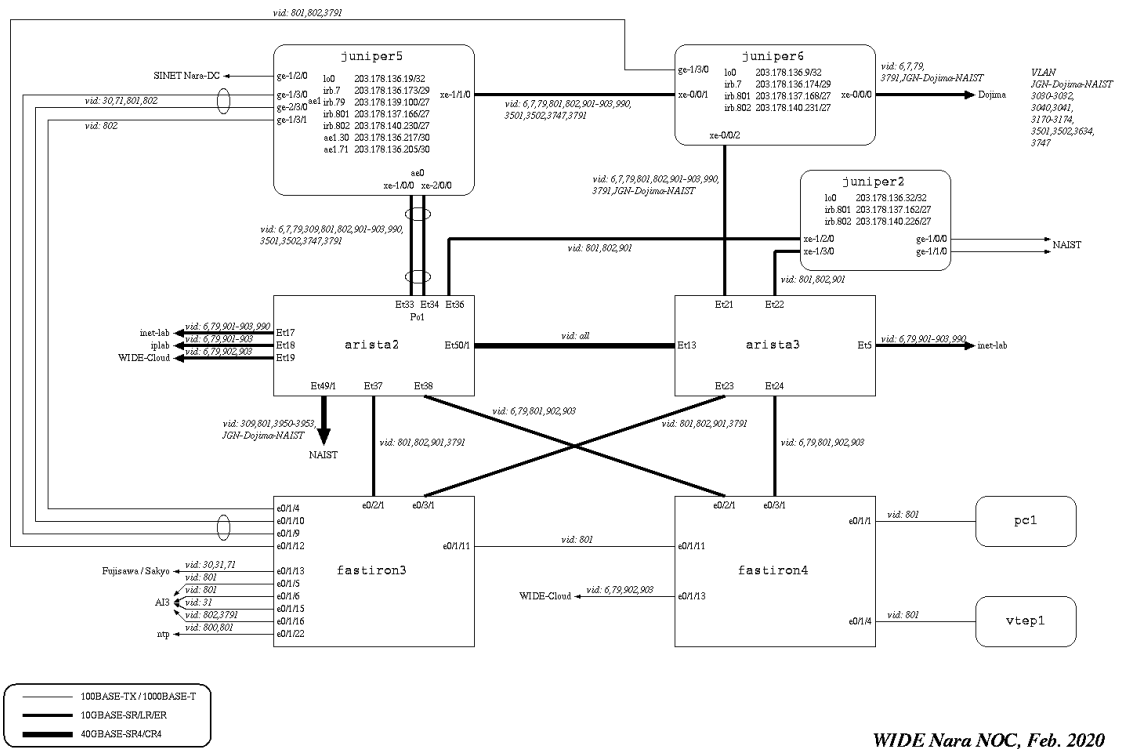 vid: 801,802,3791
juniper5
SINET Nara-DC
ge-1/2/0
ge-1/3/0
ge-2/3/0
ae1
ge-1/3/1
lo0 203.178.136.19/32
irb.7 203.178.136.173/29
irb.79 203.178.139.100/27
irb.801 203.178.137.166/27
irb.802 203.178.140.230/27
ae1.30 203.178.136.217/30
ae1.71 203.178.136.205/30
xe-1/1/0
ae0
xe-1/0/0 xe-2/0/0
vid: 30,71,801,802
vid: 802
vid: 6,7,79,801,802,901-903,990,
3501,3502,3747,3791
juniper6
ge-1/3/0
xe-0/0/1
lo0 203.178.136.9/32
irb.7 203.178.136.174/29
irb.801 203.178.137.168/27
irb.802 203.178.140.231/27
xe-0/0/0
xe-0/0/2
vid: 6,7,79,
3791,JGN-Dojima-NAIST
Dojima
VLAN
JGN-Dojima-NAIST
3030-3032,
3040,3041,
3170-3174,
3501,3502,3634,
3747
vid: 6,7,79,801,802,901-903,990,
3791,JGN-Dojima-NAIST
juniper2
lo0 203.178.136.32/32
irb.801 203.178.137.162/27
irb.802 203.178.140.226/27
xe-1/2/0
xe-1/3/0
ge-1/0/0
ge-1/1/0
NAIST
vid: 6,7,79,309,801,802,901-903,990,
3501,3502,3747,3791
vid: 801,802,901
vid: 801,802,901
Et33 Et34 Et36
Po1
arista2
inet-lab
vid: 6,79,901-903,990
Et17
iplab
vid: 6,79,901-903
Et18
WIDE-Cloud
vid: 6,79,902,903
Et19
Et50/1
vid: all
Et49/1 Et37 Et38
Et21 Et22
Et13
arista3
Et5
vid: 6,79,901-903,990
inet-lab
Et23 Et24
vid: 309,801,3950-3953,
JGN-Dojima-NAIST
NAIST
vid: 801,802,901,3791
vid: 6,79,801,902,903
vid: 801,802,901,3791
vid: 6,79,801,902,903
e0/2/1 e0/3/1
e0/1/4
e0/1/10
e0/1/9
e0/1/12
e0/1/11
fastiron3
Fujisawa / Sakyo
vid: 30,31,71
e0/1/13
vid: 801
e0/1/5
vid: 801
e0/1/6
AI3
vid: 31
e0/1/15
vid: 802,3791
e0/1/16
ntp
vid: 800,801
e0/1/22
vid: 801
e0/2/1 e0/3/1
e0/1/11
fastiron4
WIDE-Cloud
vid: 6,79,902,903
e0/1/13
e0/1/1
vid: 801
pc1
e0/1/4
vid: 801
vtep1
100BASE-TX / 1000BASE-T
10GBASE-SR/LR/ER
40GBASE-SR4/CR4
WIDE Nara NOC, Feb. 2020